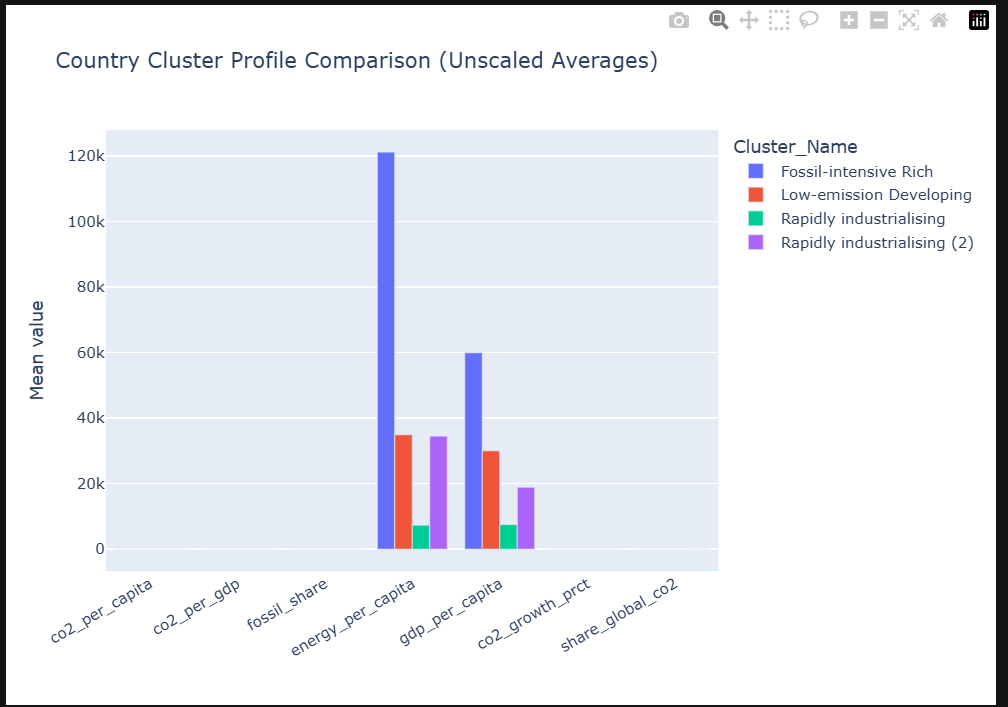 Country Cluster Profile Comparison (Unscaled Averages)
Cluster_Name
Fossil-intensive Rich
Low-emission Developing
Rapidly industrialising
Rapidly industrialising (2)
Mean value
120k
100k
80k
60k
40k
20k
0
co2_per_capita
co2_per_gdp
fossil_share
energy_per_capita
gdp_per_capita
co2_growth_prct
share_global_co2